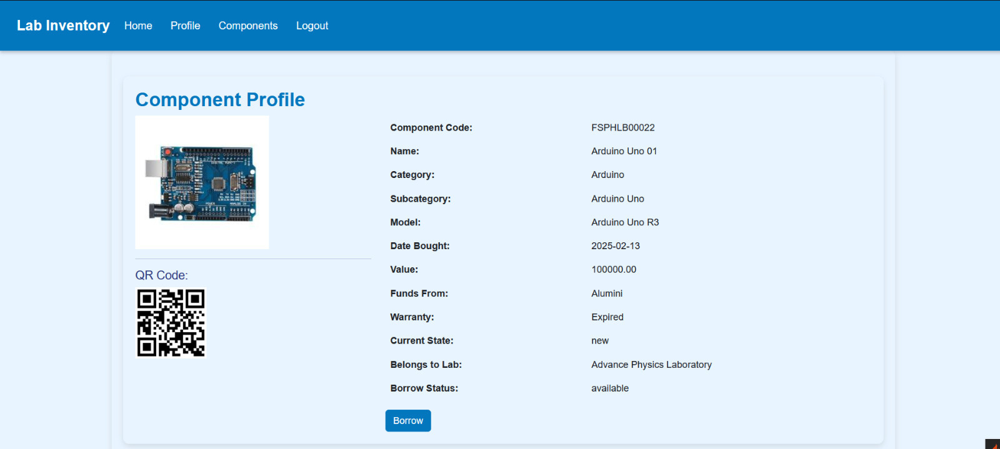 Lab Inventory Home Profile Components Logout
Component Profile
Component Code: FSPHLB00022
Name: Arduino Uno 01
Category: Arduino
Subcategory: Arduino Uno
Model: Arduino Uno R3
Date Bought: 2025-02-13
Value: 100000.00
Funds From: Alumini
Warranty: Expired
Current State: new
Belongs to Lab: Advance Physics Laboratory
Borrow Status: available
QR Code:
Borrow